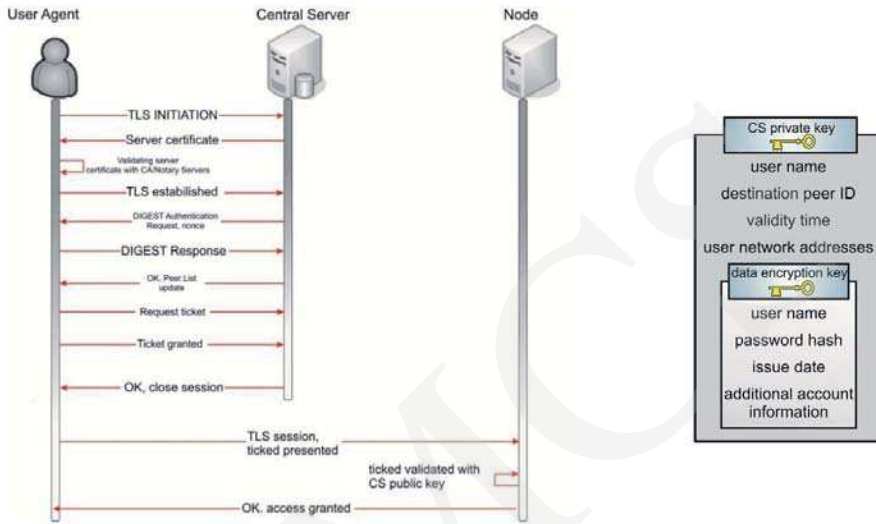 User Agent
Central Server
Node
TLS INITIATION
Server certificate
Validating server
certificate with CA/Notary Servers
TLS estabilished
DIGEST Authentication
Request, nonce
DIGEST Response
OK. Peer List
update
Request ticket
Ticket granted
OK, close session
TLS session,
ticked presented
ticked validated with
CS public key
OK. access granted
CS private key
user name
destination peer ID
validity time
user network addresses
data encryption key
user name
password hash
issue date
additional account
information